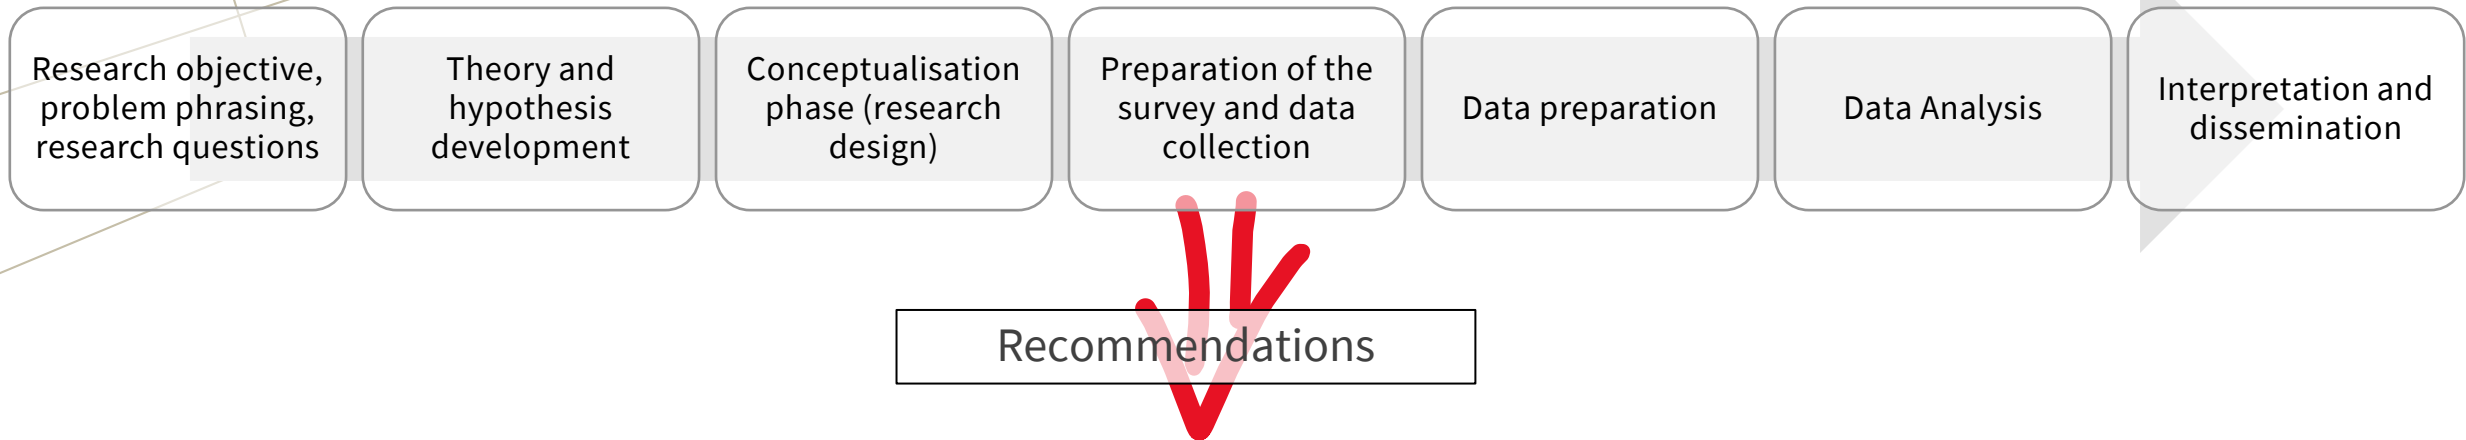 Research objective,
problem phrasing,
research questions
Theory and
hypothesis
development
Conceptualisation
phase (research
design)
Preparation of the
survey and data
collection
Data preparation
Data Analysis
Interpretation and
dissemination
Recommendations